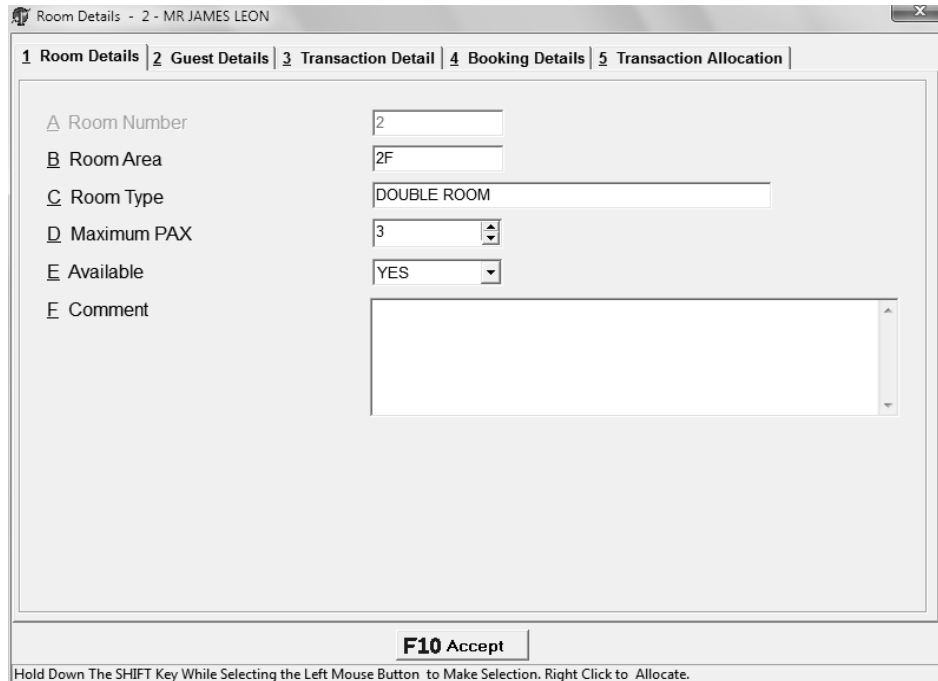 Room Details - 2 - MR JAMES LEON
1 Room Details 2 Guest Details 3 Transaction Detail 4 Booking Details 5 Transaction Allocation
A Room Number 2
B Room Area 2F
C Room Type DOUBLE ROOM
D Maximum PAX 3
E Available YES
F Comment
F10 Accept
Hold Down The SHIFT Key While Selecting the Left Mouse Button to Make Selection. Right Click to Allocate.